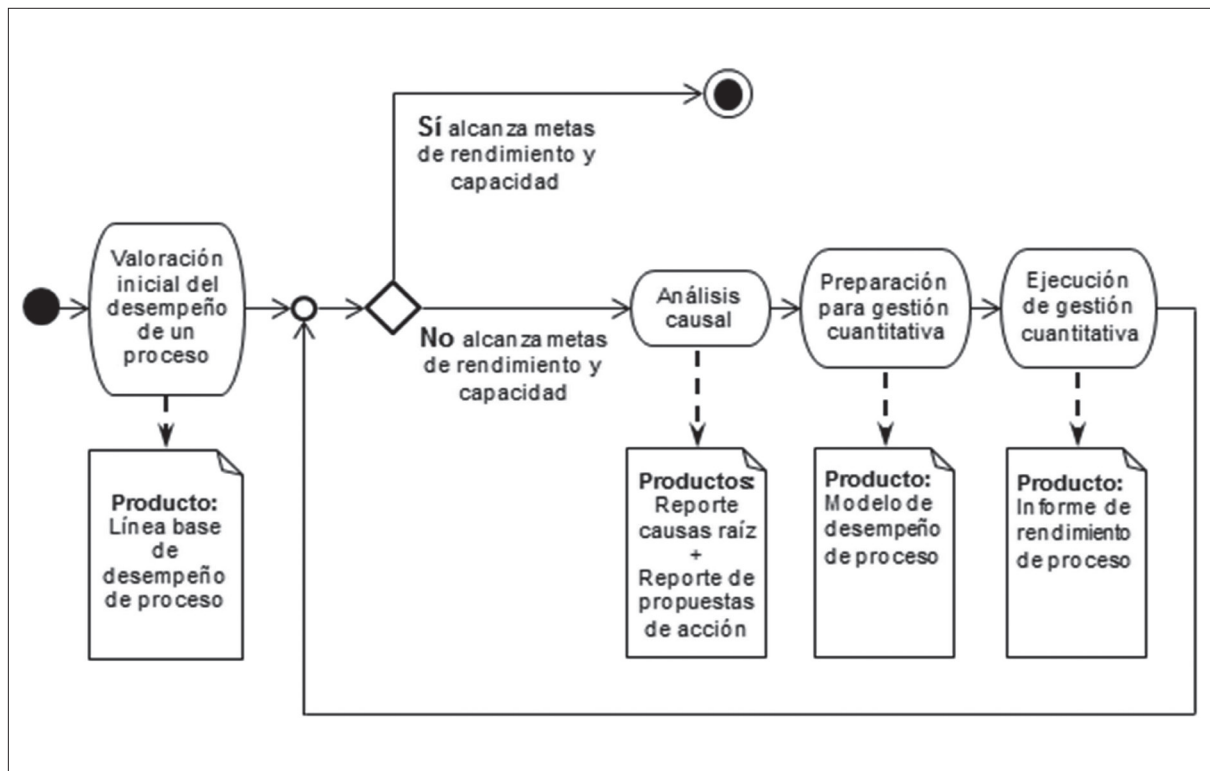 Sí alcanza metas
de rendimiento y
capacidad
Valoración
inicial del
desempeño
de un
proceso
No alcanza metas
de rendimiento y
capacidad
Análisis
causal
Preparación
para gestión
cuantitativa
Ejecución
de gestión
cuantitativa
Producto:
Línea base
de
desempeño
de proceso
Productos:
Reporte
causas raíz
+
Reporte de
propuestas
de acción
Producto:
Modelo de
desempeño
de proceso
Producto:
Informe de
rendimiento
de proceso